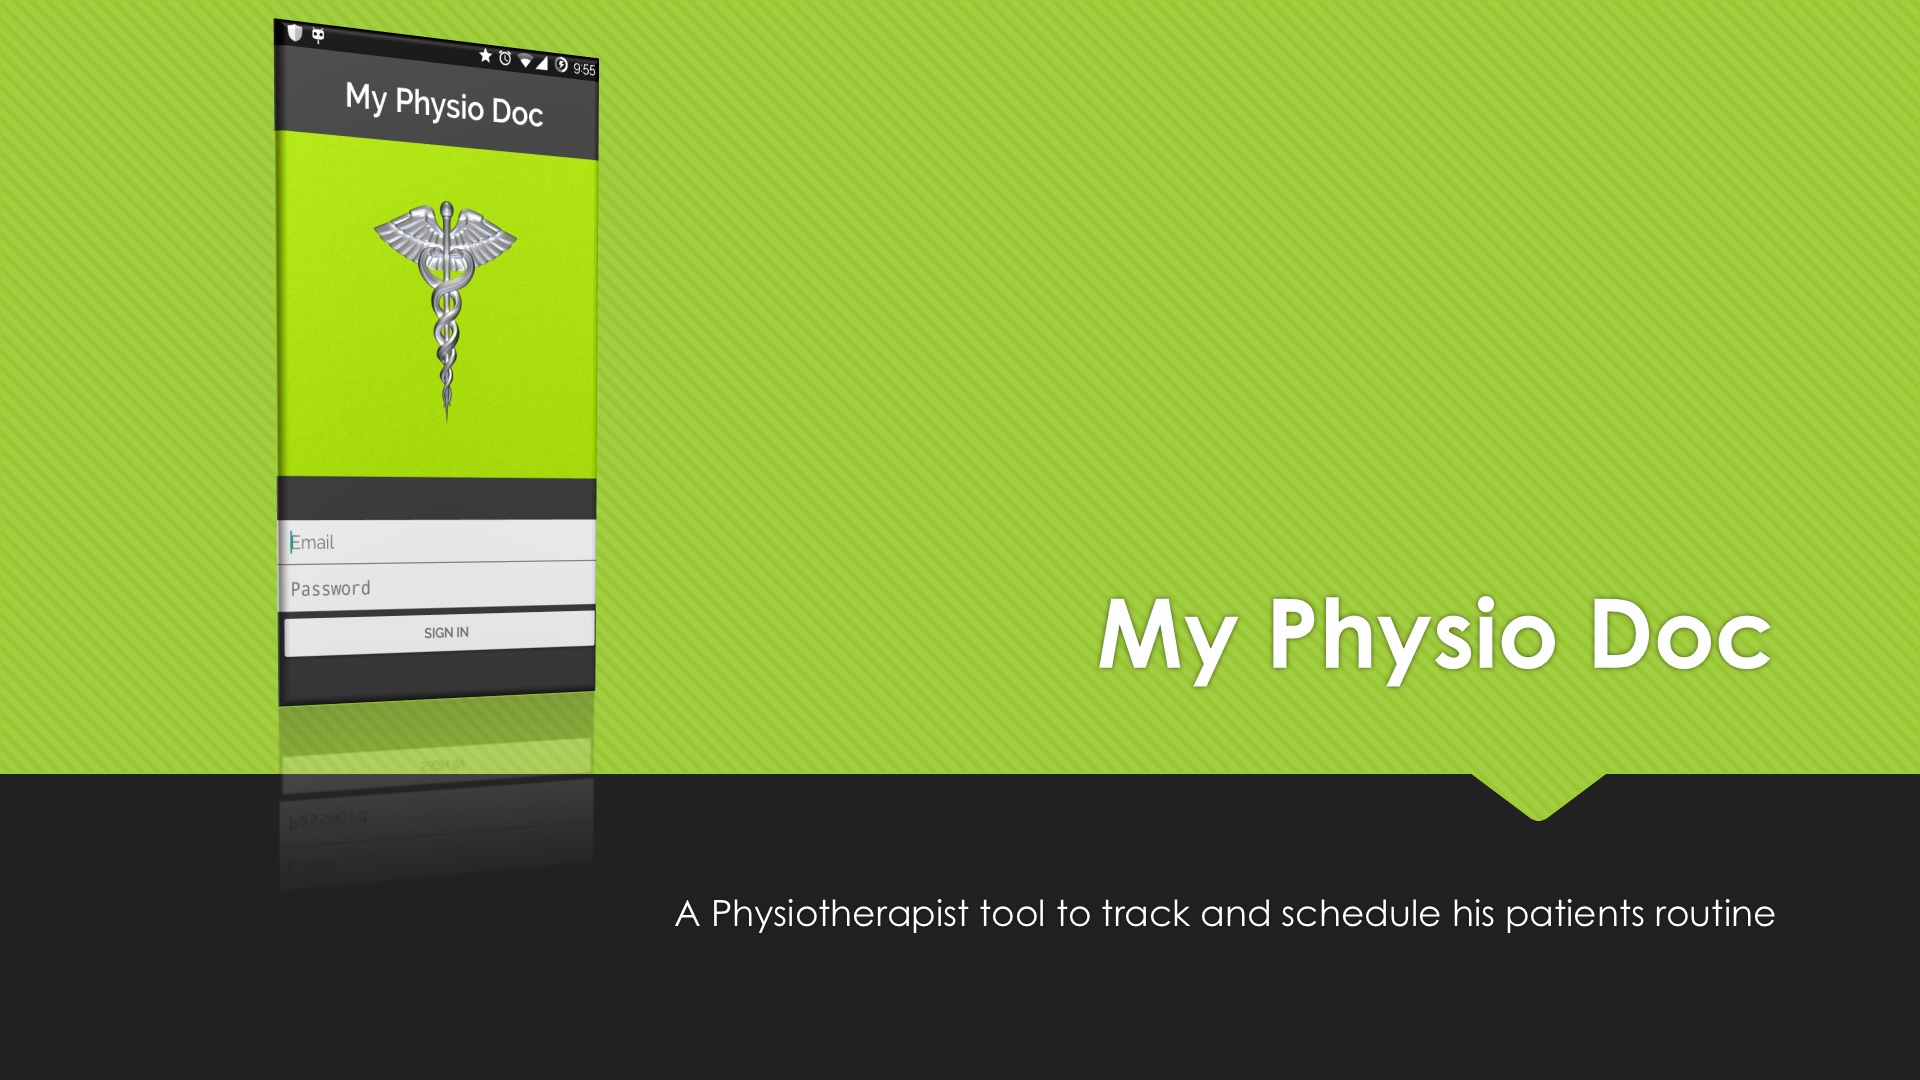 9:55
My Physio Doc
Email
Password
SIGN IN
My Physio Doc
A Physiotherapist tool to track and schedule his patients routine